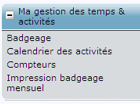 Ma gestion des temps &
activités
Badgeage
Calendrier des activités
Compteurs
Impression badgeage
mensuel